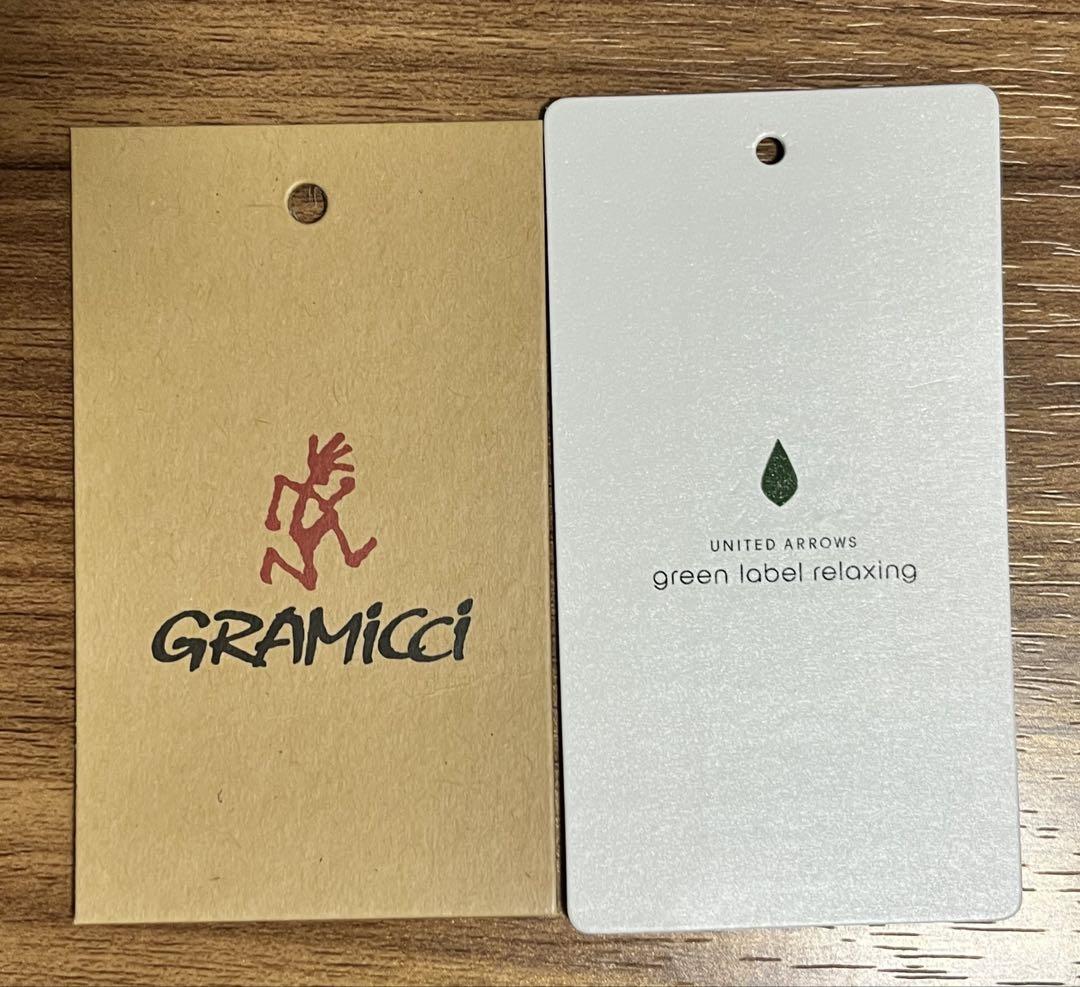 GRAMiCCi
UNITED ARROWS
green label relaxing